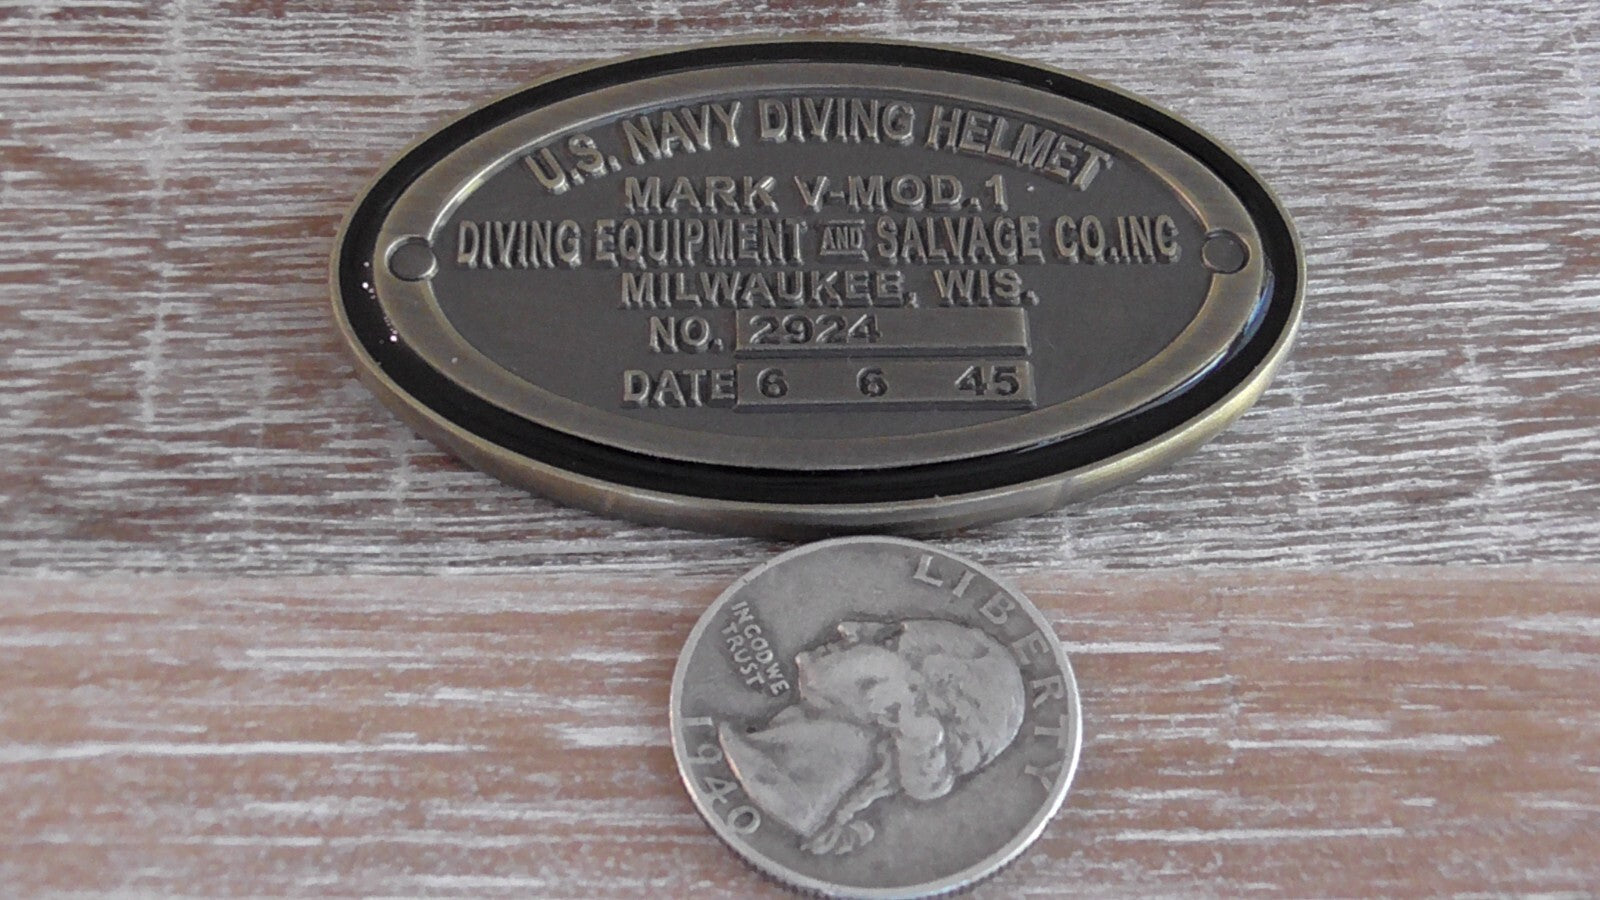 U.S. NAVY DIVING HELMET
MARK V-MOD.1
DIVING EQUIPMENT AND SALVAGE CO.INC
MILWAUKEE, WIS.
NO. 2924
DATE 6 6 45
LIBERTY
IN GOD WE
TRUST
1940